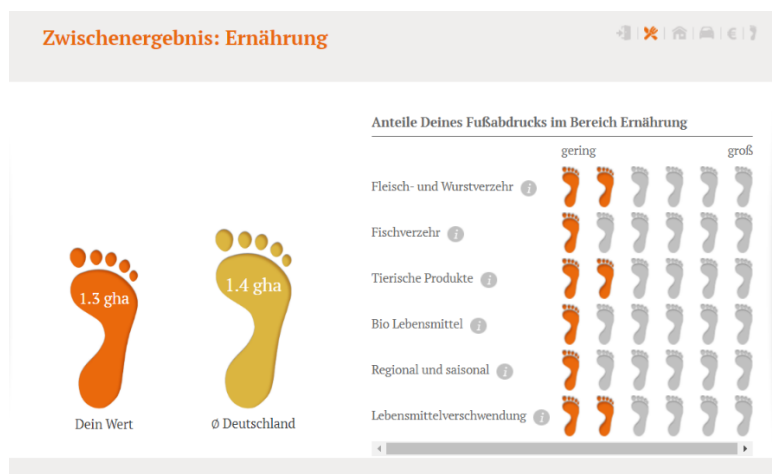 Zwischenergebnis: Ernährung
Anteile Deines Fußabdrucks im Bereich Ernährung
gering groß
Fleisch- und Wurstverzehr i
Fischverzehr i
Tierische Produkte i
Bio Lebensmittel i
Regional und saisonal i
Lebensmittelverschwendung i
1.3 gha
1.4 gha
Dein Wert
Ø Deutschland